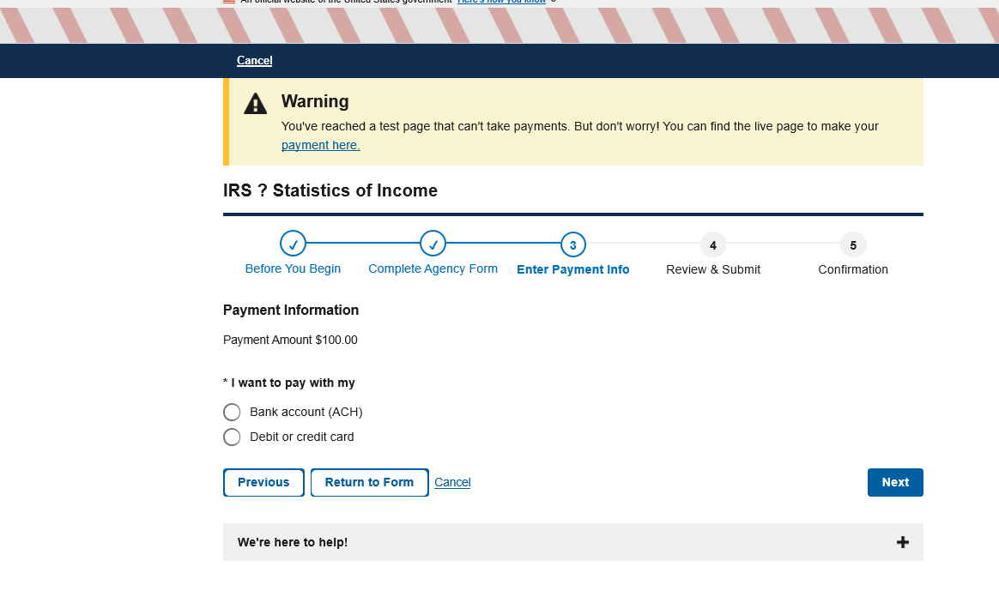 An official website of the United States government Here's how you know
Cancel
Warning
You've reached a test page that can't take payments. But don't worry! You can find the live page to make your
payment here.
IRS ? Statistics of Income
3 4 5
Before You Begin Complete Agency Form Enter Payment Info Review & Submit Confirmation
Payment Information
Payment Amount $100.00
* I want to pay with my
Bank account (ACH)
Debit or credit card
Previous Return to Form Cancel Next
We're here to help!